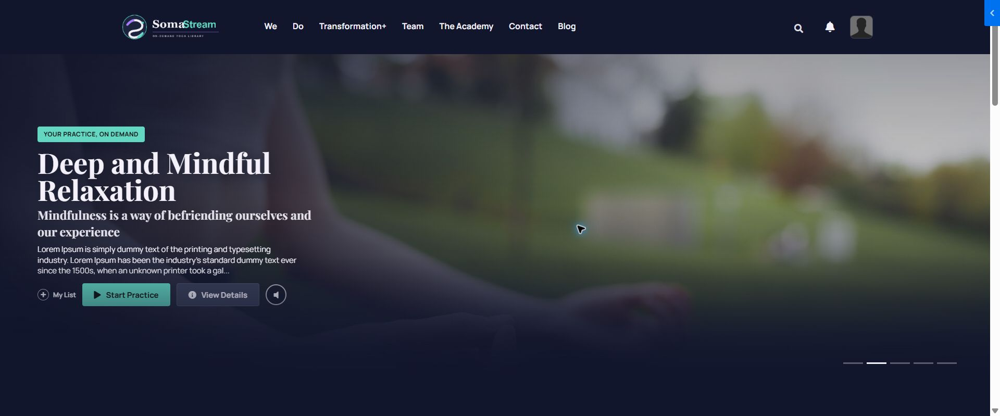 SomaStream
ON-DEMAND YOGA LIBRARY
We Do Transformation+ Team The Academy Contact Blog
YOUR PRACTICE, ON DEMAND
Deep and Mindful
Relaxation
Mindfulness is a way of befriending ourselves and
our experience
Lorem Ipsum is simply dummy text of the printing and typesetting
industry. Lorem Ipsum has been the industry's standard dummy text ever
since the 1500s, when an unknown printer took a gal...
My List Start Practice View Details